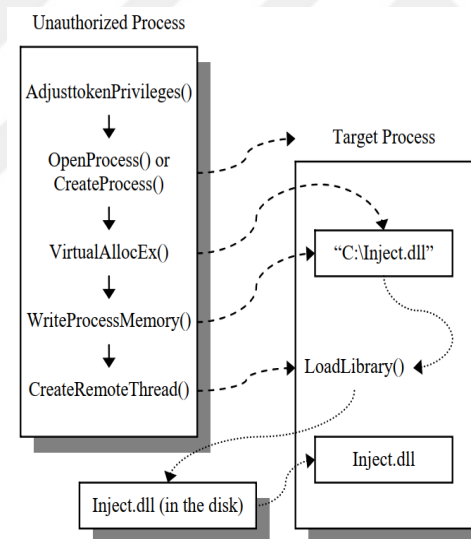 Unauthorized Process
AdjusttokenPrivileges()
OpenProcess() or
CreateProcess()
VirtualAllocEx()
WriteProcessMemory()
CreateRemoteThread()
Target Process
“C:\Inject.dll”
LoadLibrary()
Inject.dll
Inject.dll (in the disk)